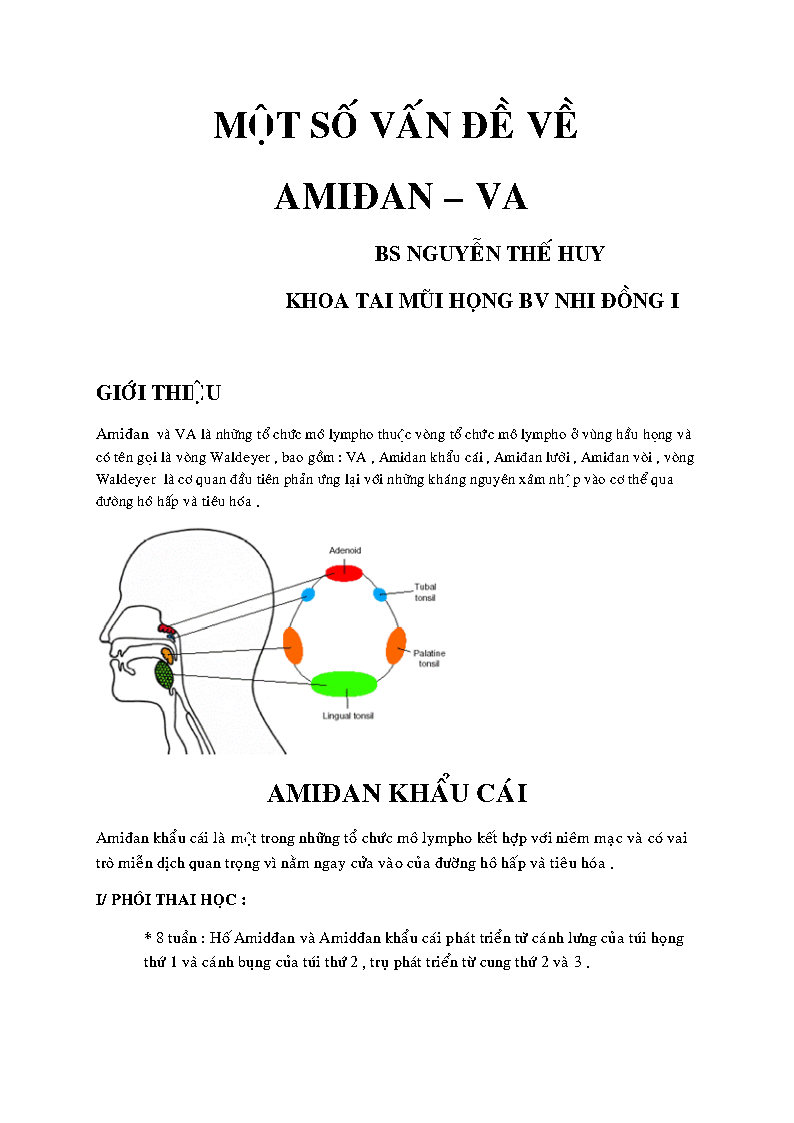 MỘT SỐ VẤN ĐỀ VỀ
AMIĐAN – VA
BS NGUYỄN THẾ HUY
KHOA TAI MŨI HỌNG BV NHI ĐỒNG I
GIỚI THIỆU
Amiđan và VA là những tổ chức mô lympho thuộc vòng tổ chức mô lympho ở vùng hầu họng và
có tên gọi là vòng Waldeyer , bao gồm : VA , Amiđan khẩu cái , Amiđan lưỡi , Amiđan vòi , vòng
Waldeyer là cơ quan đầu tiên phản ưng lại với những kháng nguyên xâm nhập vào cơ thể qua
đường hô hấp và tiêu hóa .
Adenoid
Tubal
tonsil
Palatine
tonsil
Lingual tonsil
AMIĐAN KHẨU CÁI
Amiđan khẩu cái là một trong những tổ chưc mô lympho kết hợp với niêm mạc và có vai
trò miễn dịch quan trọng vì nằm ngay cửa vào của đường hô hấp và tiêu hóa .
I/ PHÔI THAI HỌC :
* 8 tuần : Hố Amidđan và Amidđan khẩu cái phát triển từ cánh lưng của túi họng
thứ 1 và cánh bụng của túi thứ 2 , trụ phát triển từ cung thứ 2 và 3 .